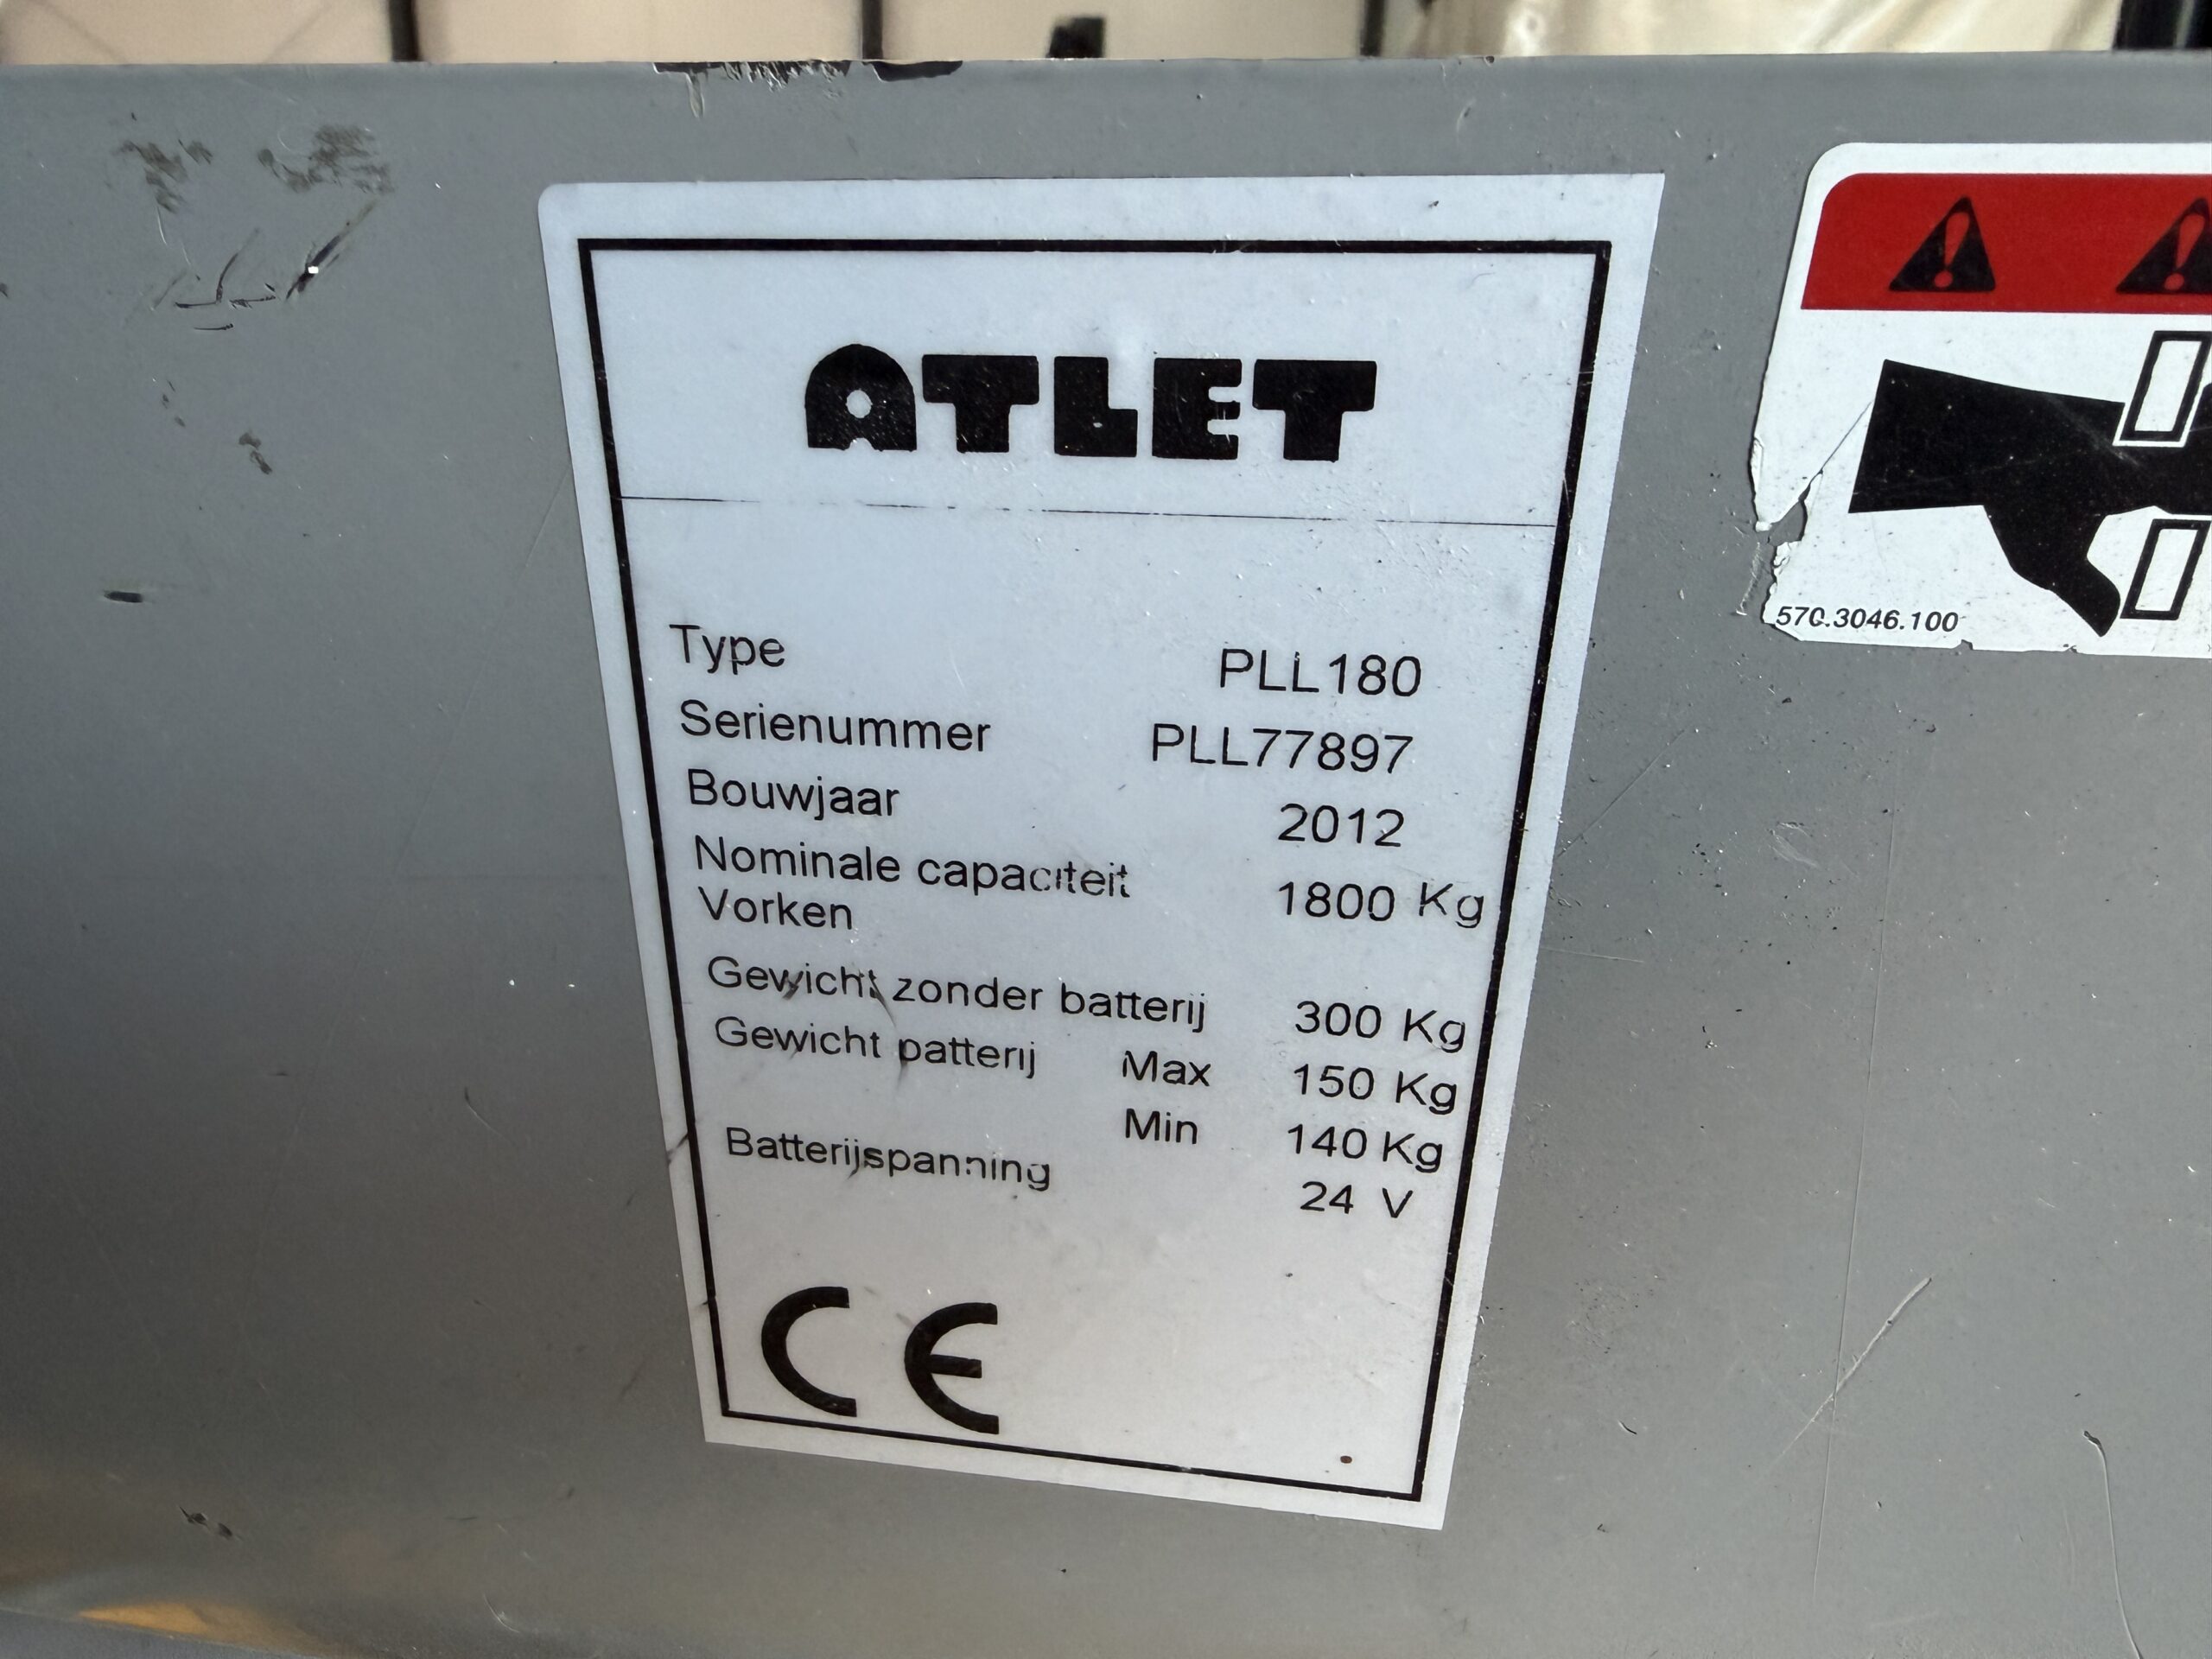 ATLET
Type PLL180
Serienummer PLL77897
Bouwjaar 2012
Nominale capaciteit 1800 Kg
Vorken
Gewicht zonder batterij 300 Kg
Gewicht batterij Max 150 Kg
Min 140 Kg
Batterijspanning 24 V
CE
570.3046.100